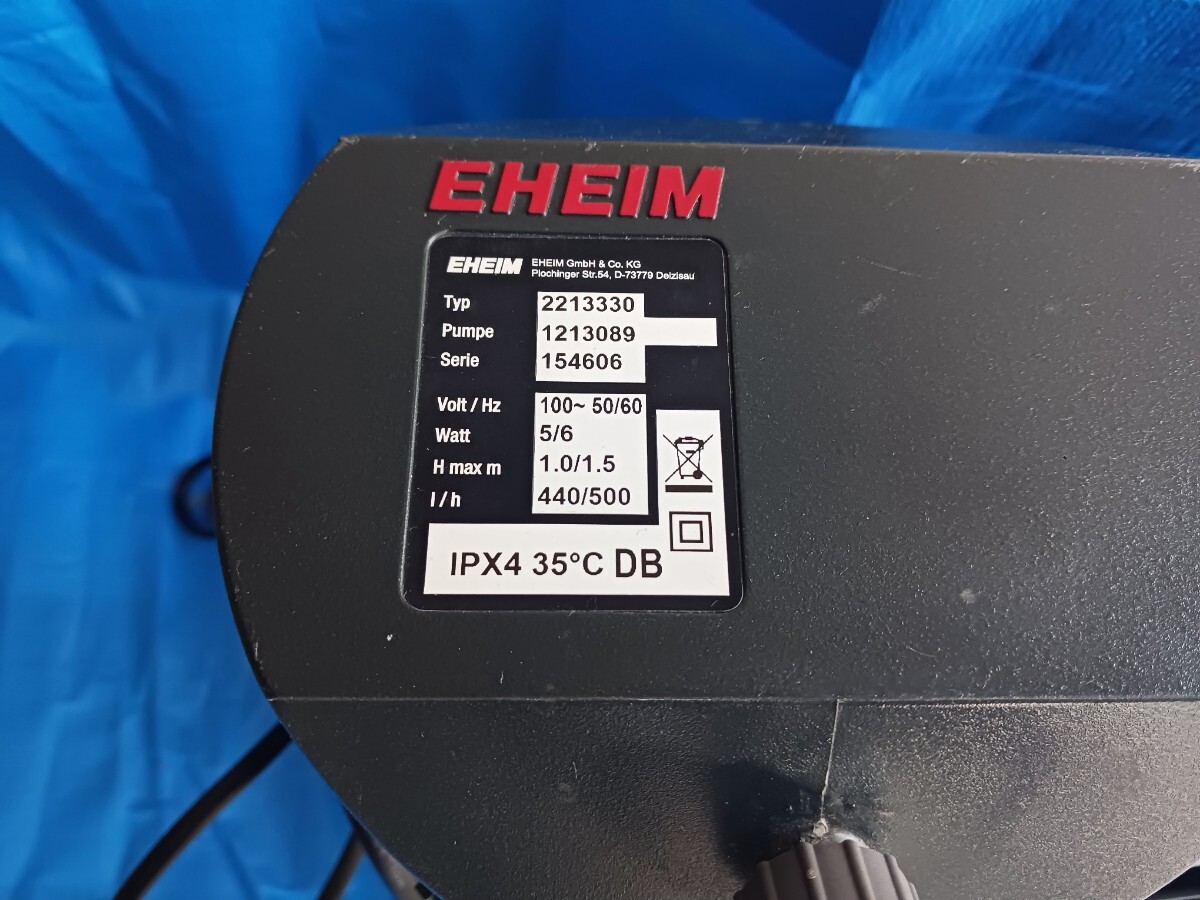 EHEIM
EHEIM EHEIM GmbH & Co. KG
Plochinger Str.54, D-73779 Deizisau
Typ 2213330
Pumpe 1213089
Serie 154606
Volt / Hz 100~ 50/60
Watt 5/6
H max m 1.0/1.5
l / h 440/500
IPX4 35°C DB